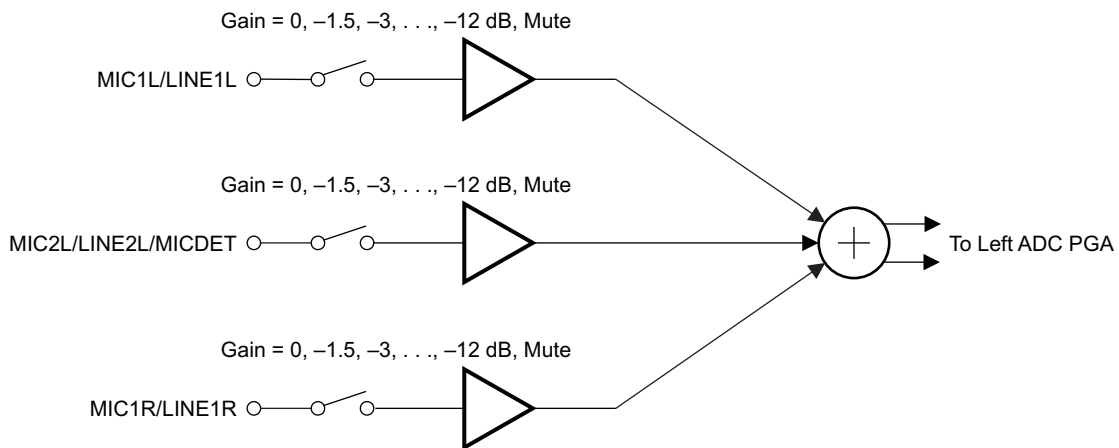 Gain = 0, –1.5, –3, . . ., –12 dB, Mute
MIC1L/LINE1L
Gain = 0, –1.5, –3, . . ., –12 dB, Mute
MIC2L/LINE2L/MICDET
To Left ADC PGA
Gain = 0, –1.5, –3, . . ., –12 dB, Mute
MIC1R/LINE1R